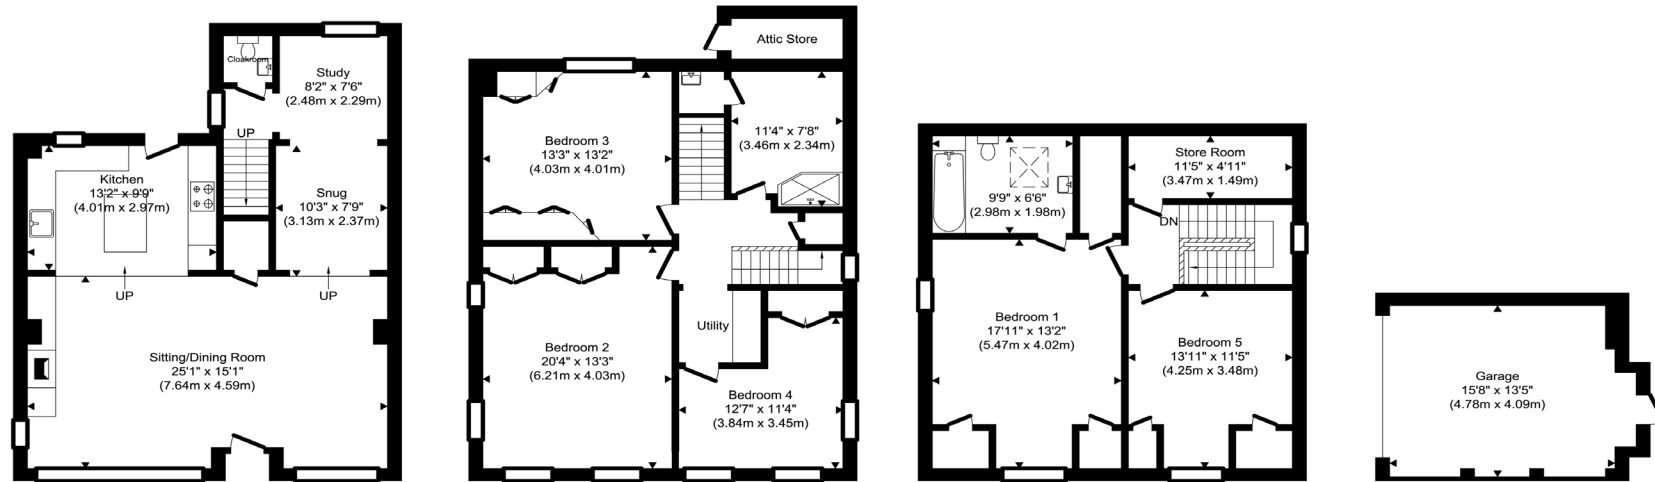 Cloakroom
Study
8'2" x 7'6"
(2.48m x 2.29m)
UP
Kitchen
13'2" x 9'9"
(4.01m x 2.97m)
Snug
10'3" x 7'9"
(3.13m x 2.37m)
UP
UP
Sitting/Dining Room
25'1" x 15'1"
(7.64m x 4.59m)
Attic Store
Bedroom 3
13'3" x 13'2"
(4.03m x 4.01m)
11'4" x 7'8"
(3.46m x 2.34m)
Utility
Bedroom 2
20'4" x 13'3"
(6.21m x 4.03m)
Bedroom 4
12'7" x 11'4"
(3.84m x 3.45m)
9'9" x 6'6"
(2.98m x 1.98m)
Store Room
11'5" x 4'11"
(3.47m x 1.49m)
DN
Bedroom 1
17'11" x 13'2"
(5.47m x 4.02m)
Bedroom 5
13'11" x 11'5"
(4.25m x 3.48m)
Garage
15'8" x 13'5"
(4.78m x 4.09m)